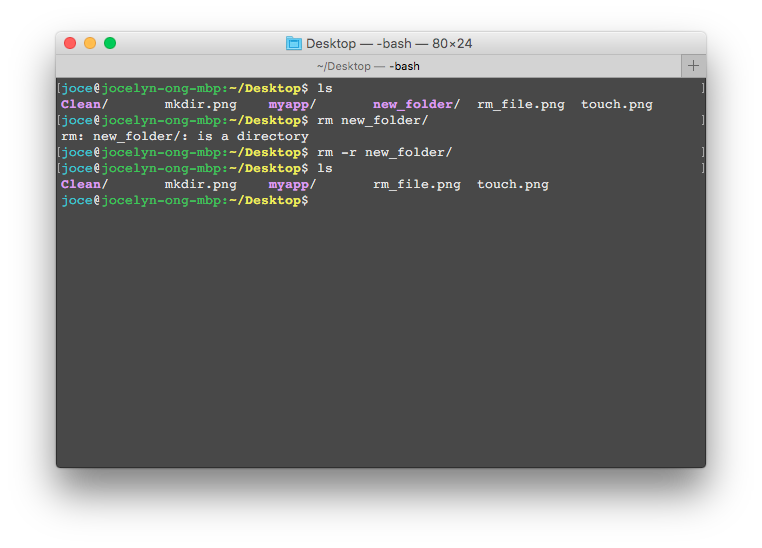 Desktop — -bash — 80×24
~/Desktop — -bash
[joce@jocelyn-ong-mbp:~/Desktop$ ls ]
Clean/ mkdir.png myapp/ new_folder/ rm_file.png touch.png
[joce@jocelyn-ong-mbp:~/Desktop$ rm new_folder/ ]
rm: new_folder/: is a directory
[joce@jocelyn-ong-mbp:~/Desktop$ rm -r new_folder/ ]
[joce@jocelyn-ong-mbp:~/Desktop$ ls ]
Clean/ mkdir.png myapp/ rm_file.png touch.png
joce@jocelyn-ong-mbp:~/Desktop$